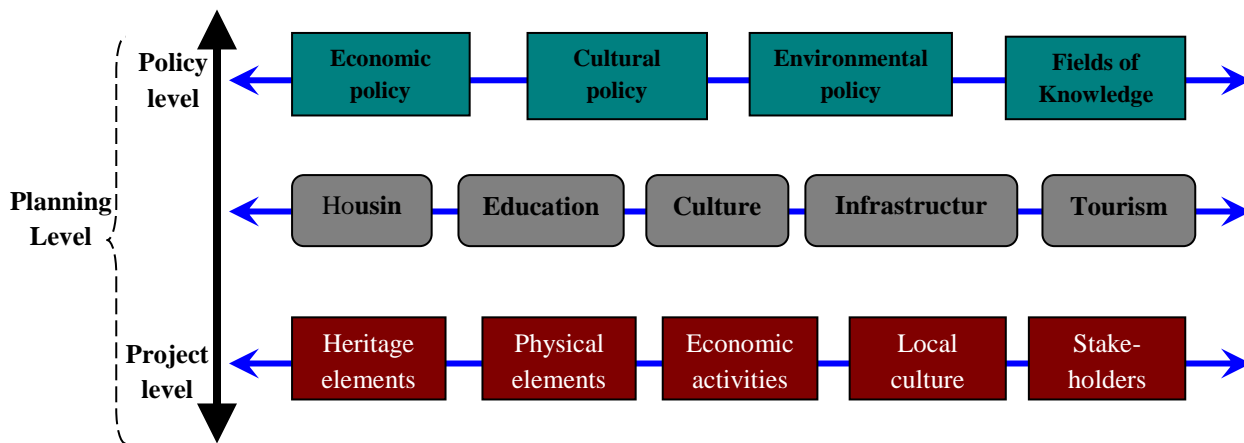 Policy
level
Economic
policy
Cultural
policy
Environmental
policy
Fields of
Knowledge
Planning
Level
Housin
Education
Culture
Infrastructur
Tourism
Project
level
Heritage
elements
Physical
elements
Economic
activities
Local
culture
Stake-
holders